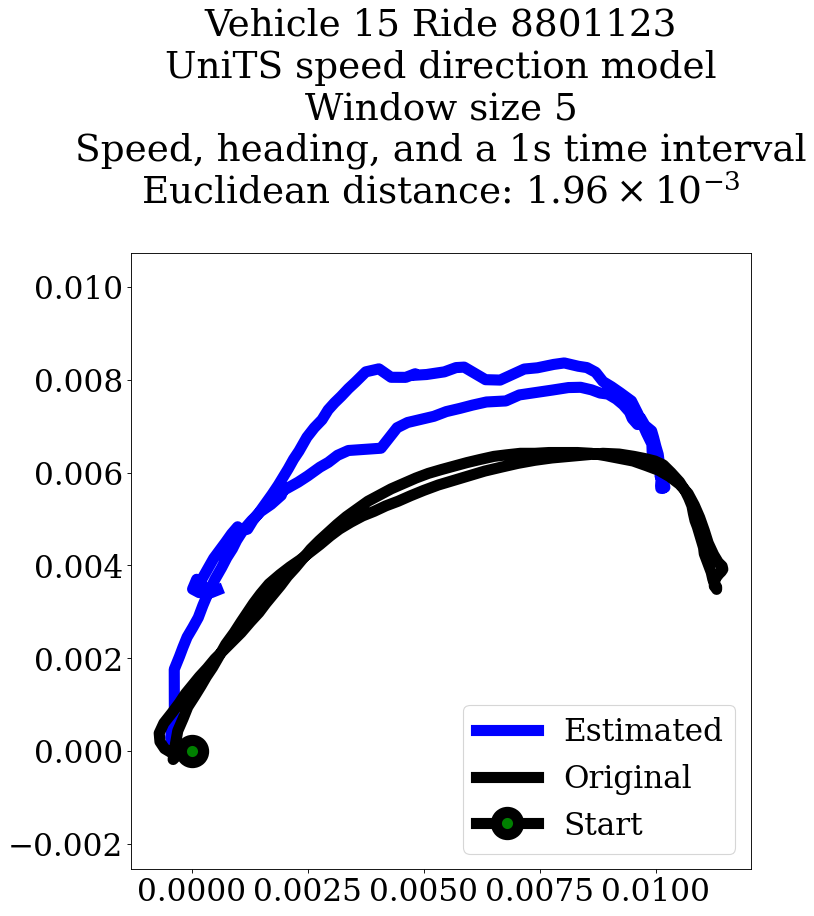 Vehicle 15 Ride 8801123
UniTS speed direction model
Window size 5
Speed, heading, and a 1s time interval
Euclidean distance: 1.96 × 10⁻³
0.010
0.008
0.006
0.004
0.002
0.000
−0.002
Estimated
Original
Start
0.0000 0.0025 0.0050 0.0075 0.0100